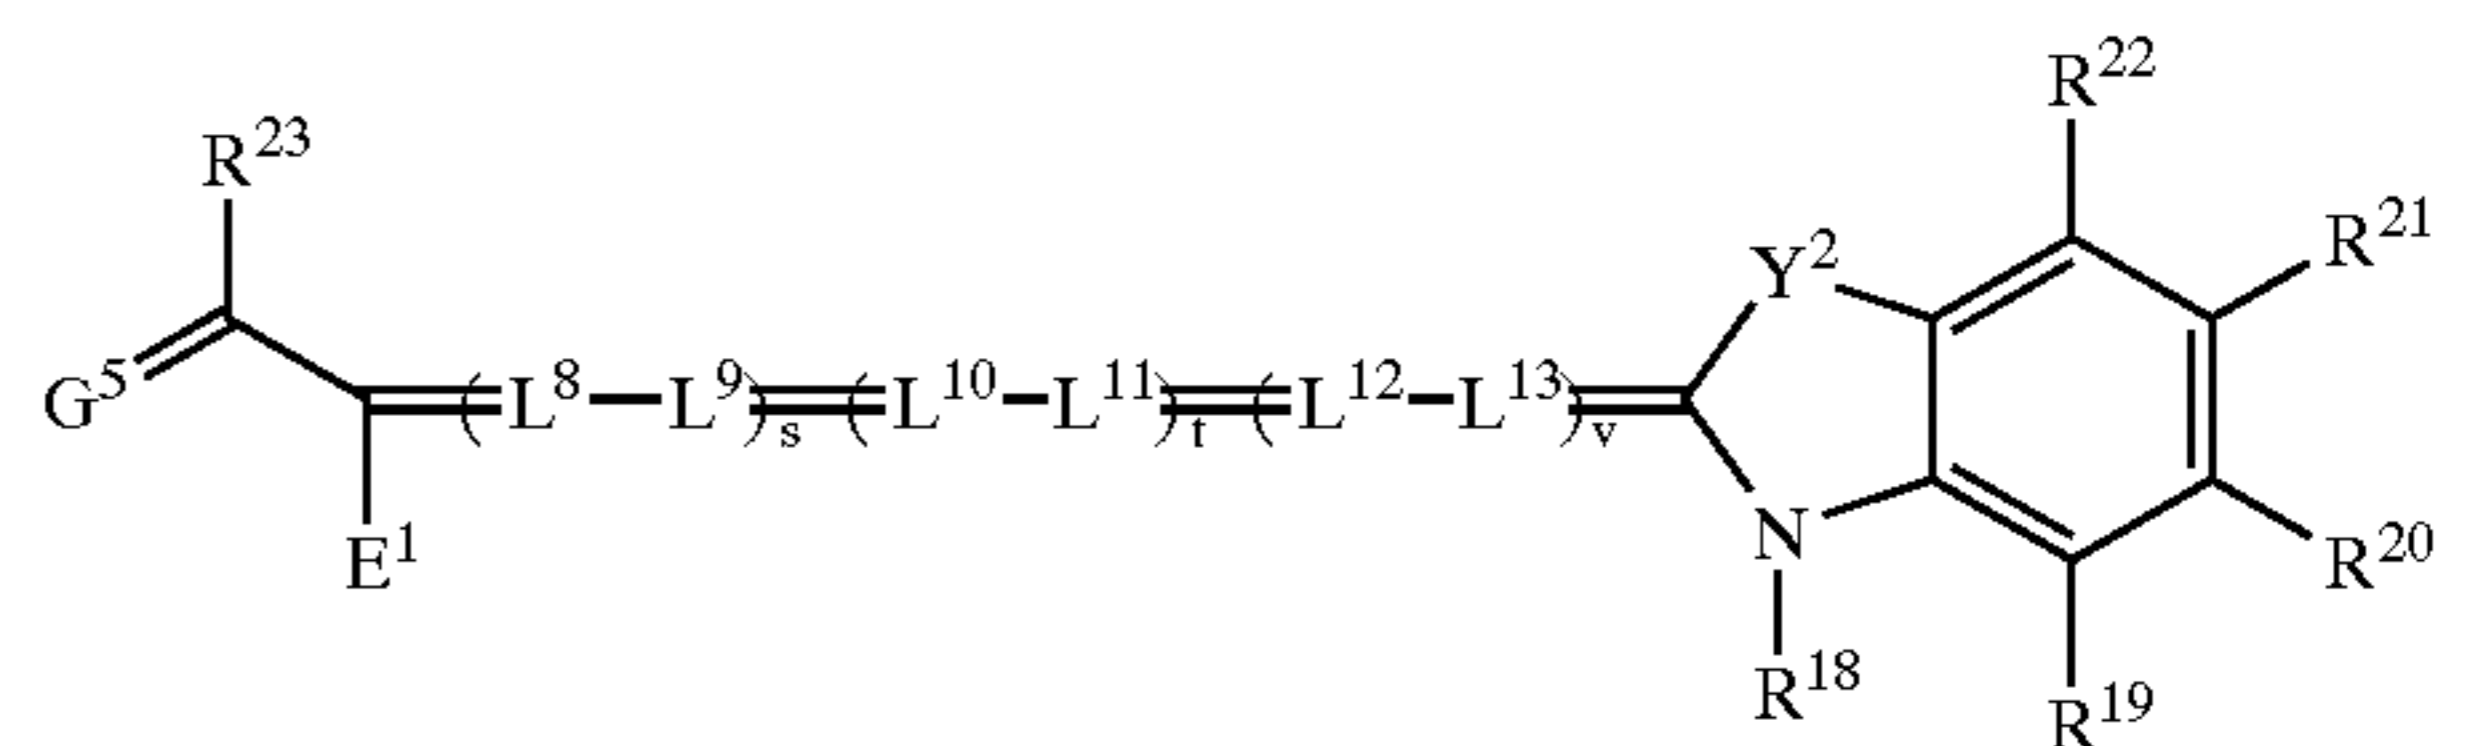 R²²
R²³
R²¹
Y²
G⁵ (L⁸ L⁹)s (L¹⁰ L¹¹)t (L¹² L¹³)v
E¹ N R²⁰
R¹⁸ R¹⁹